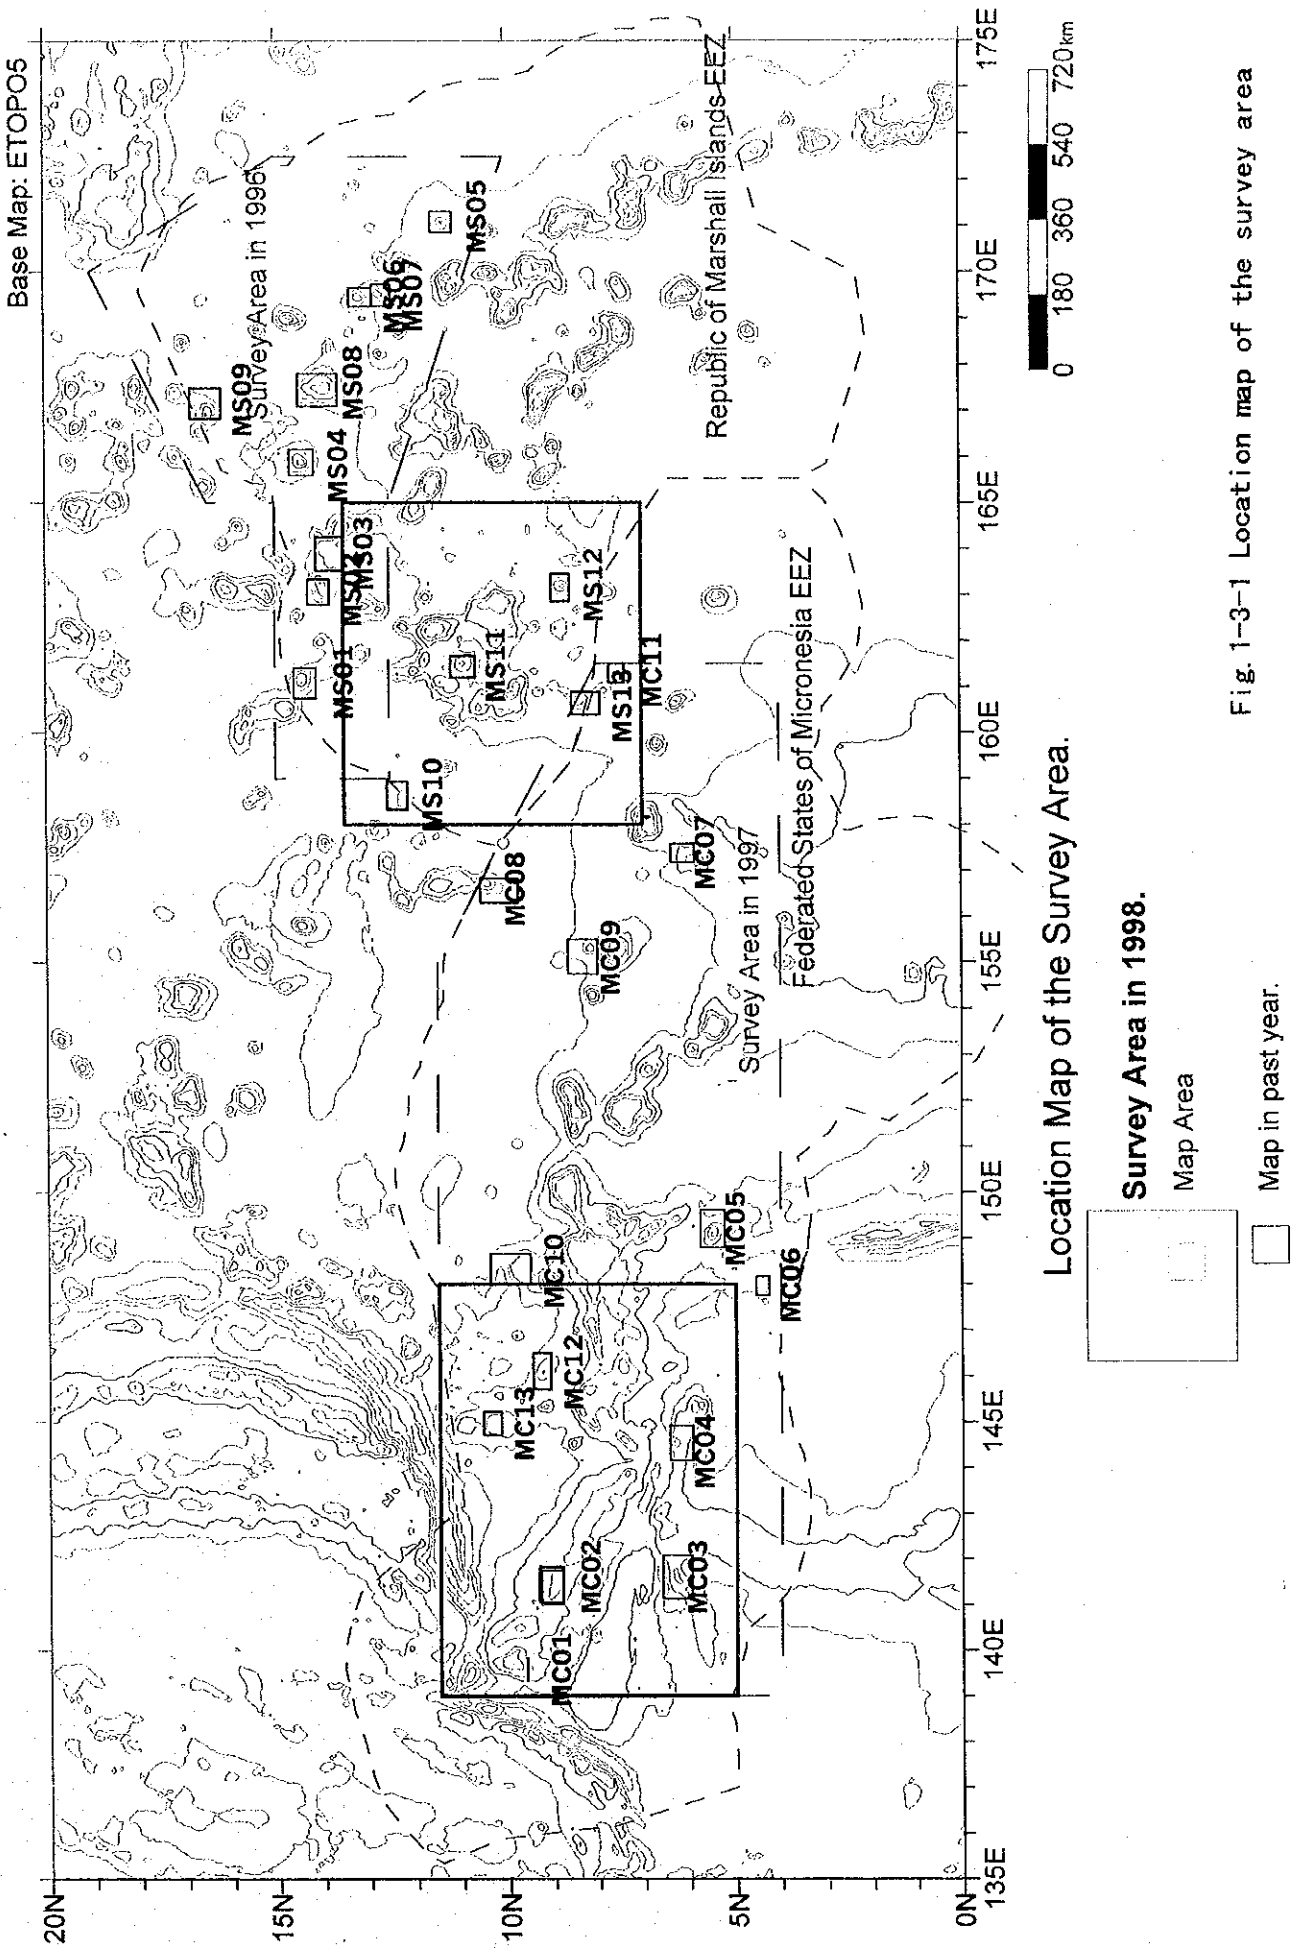 Base Map: ETOPO5
20N
15N
10N
5N
0N
135E
140E
145E
150E
155E
160E
165E
170E
175E
Survey Area in 1996
MS09
MS08
MS06
MS07
MS05
MS04
MS03
MS02
MS01
MS10
MS11
MS12
MS13
MC11
MC08
MC09
MC07
MC10
MC05
MC06
MC12
MC13
MC04
MC02
MC03
MC01
Republic of Marshall Islands EEZ
Federated States of Micronesia EEZ
Survey Area in 1997
0 180 360 540 720km
Location Map of the Survey Area.
Survey Area in 1998.
Map Area
Map in past year.
Fig. 1-3-1 Location map of the survey area